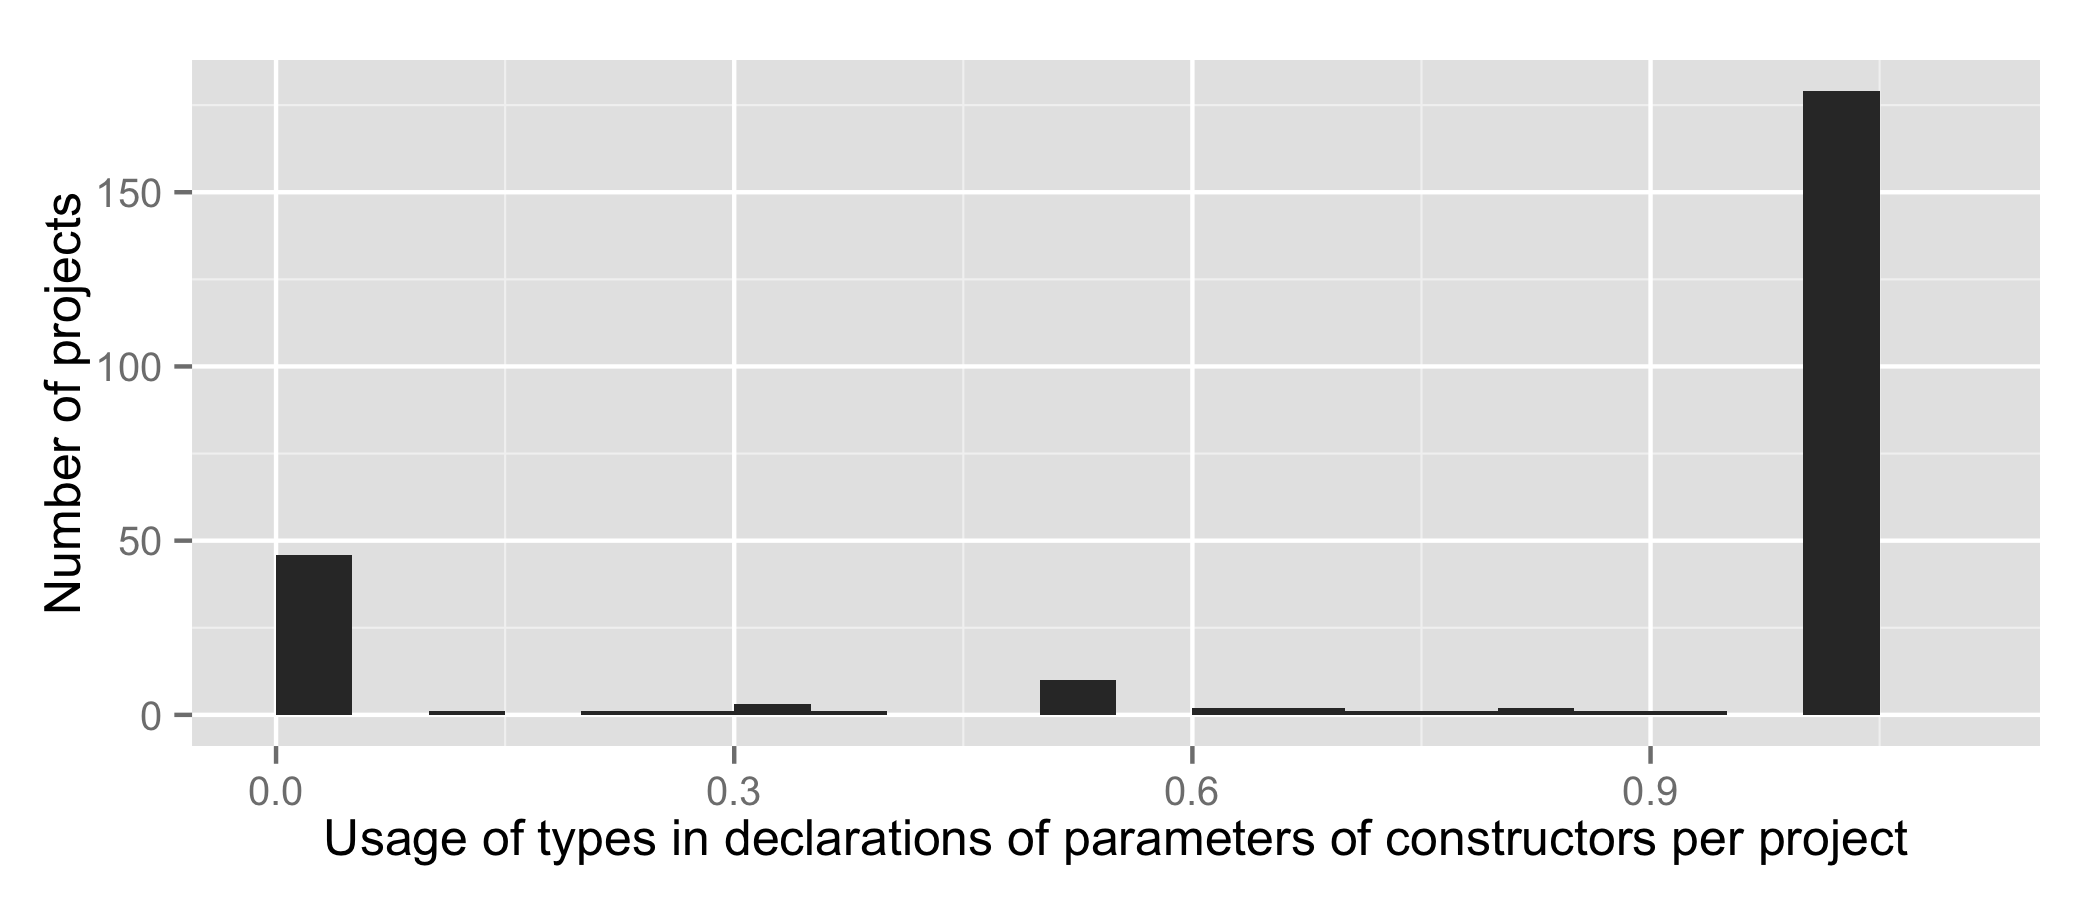 Number of projects
150
100
50
0
0.0 0.3 0.6 0.9
Usage of types in declarations of parameters of constructors per project